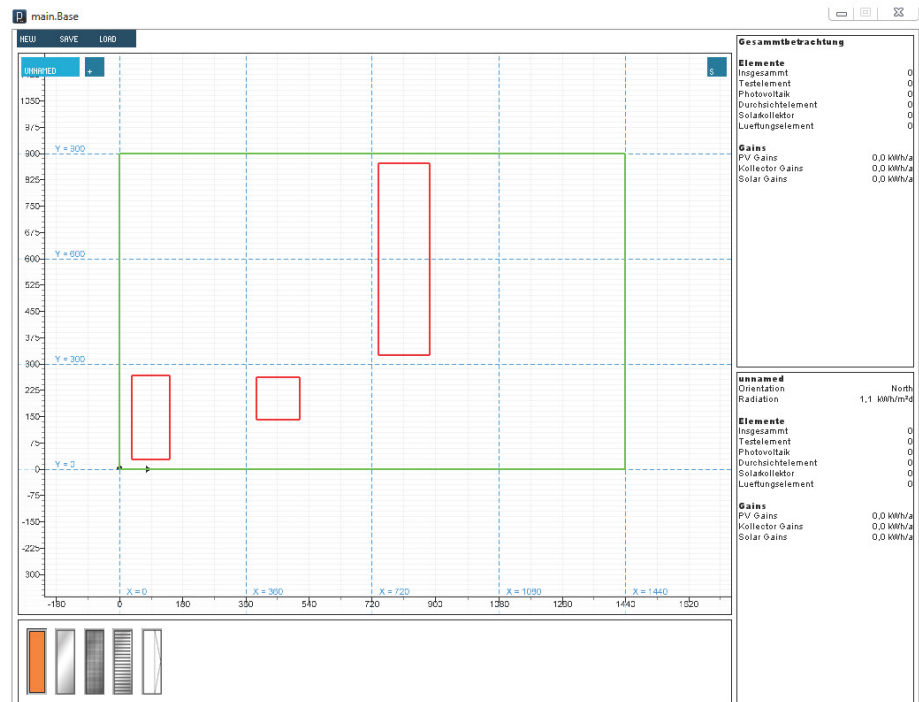 main.Base
NEW SAVE LOAD
UNNAMED + S
1050
975
900 Y = 900
825
750
675
600 Y = 600
525
450
375
300 Y = 300
225
150
75
0 Y = 0
-75
-150
-225
300
X = 0 X = 360 X = 720 X = 1080 X = 1440
-180 0 180 360 540 720 900 1080 1260 1440 1620
Gesammtbetrachtung
Elemente
Insgesammt 0
Testelement 0
Photovoltaik 0
Durchsichtelement 0
Solarkollektor 0
Lueftungselement 0
Gains
PV Gains 0,0 kWh/a
Kollector Gains 0,0 kWh/a
Solar Gains 0,0 kWh/a
unnamed
Orientation North
Radiation 1,1 kWh/m²d
Elemente
Insgesammt 0
Testelement 0
Photovoltaik 0
Durchsichtelement 0
Solarkollektor 0
Lueftungselement 0
Gains
PV Gains 0,0 kWh/a
Kollector Gains 0,0 kWh/a
Solar Gains 0,0 kWh/a